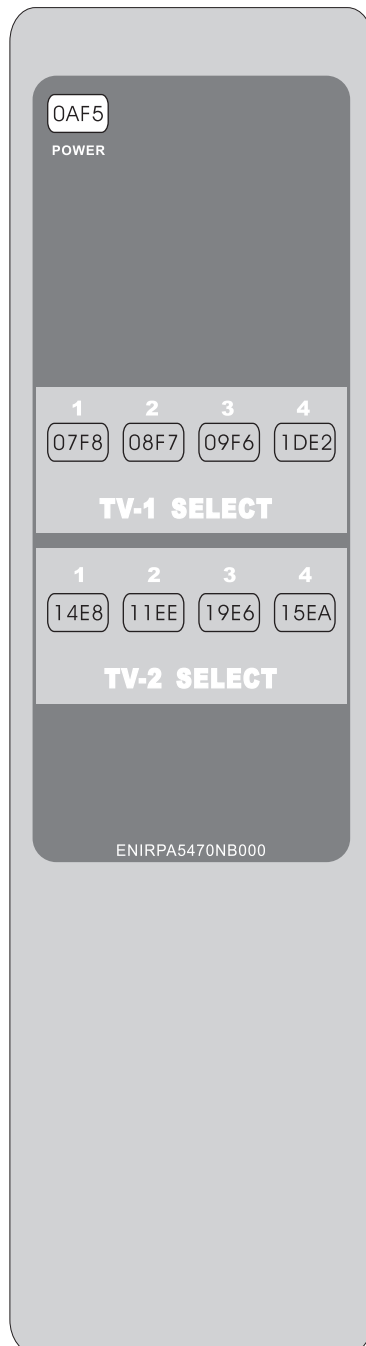 0AF5
POWER
1 2 3 4
07F8 08F7 09F6 1DE2
TV-1 SELECT
1 2 3 4
14E8 11EE 19E6 15EA
TV-2 SELECT
ENIRPA5470NB000